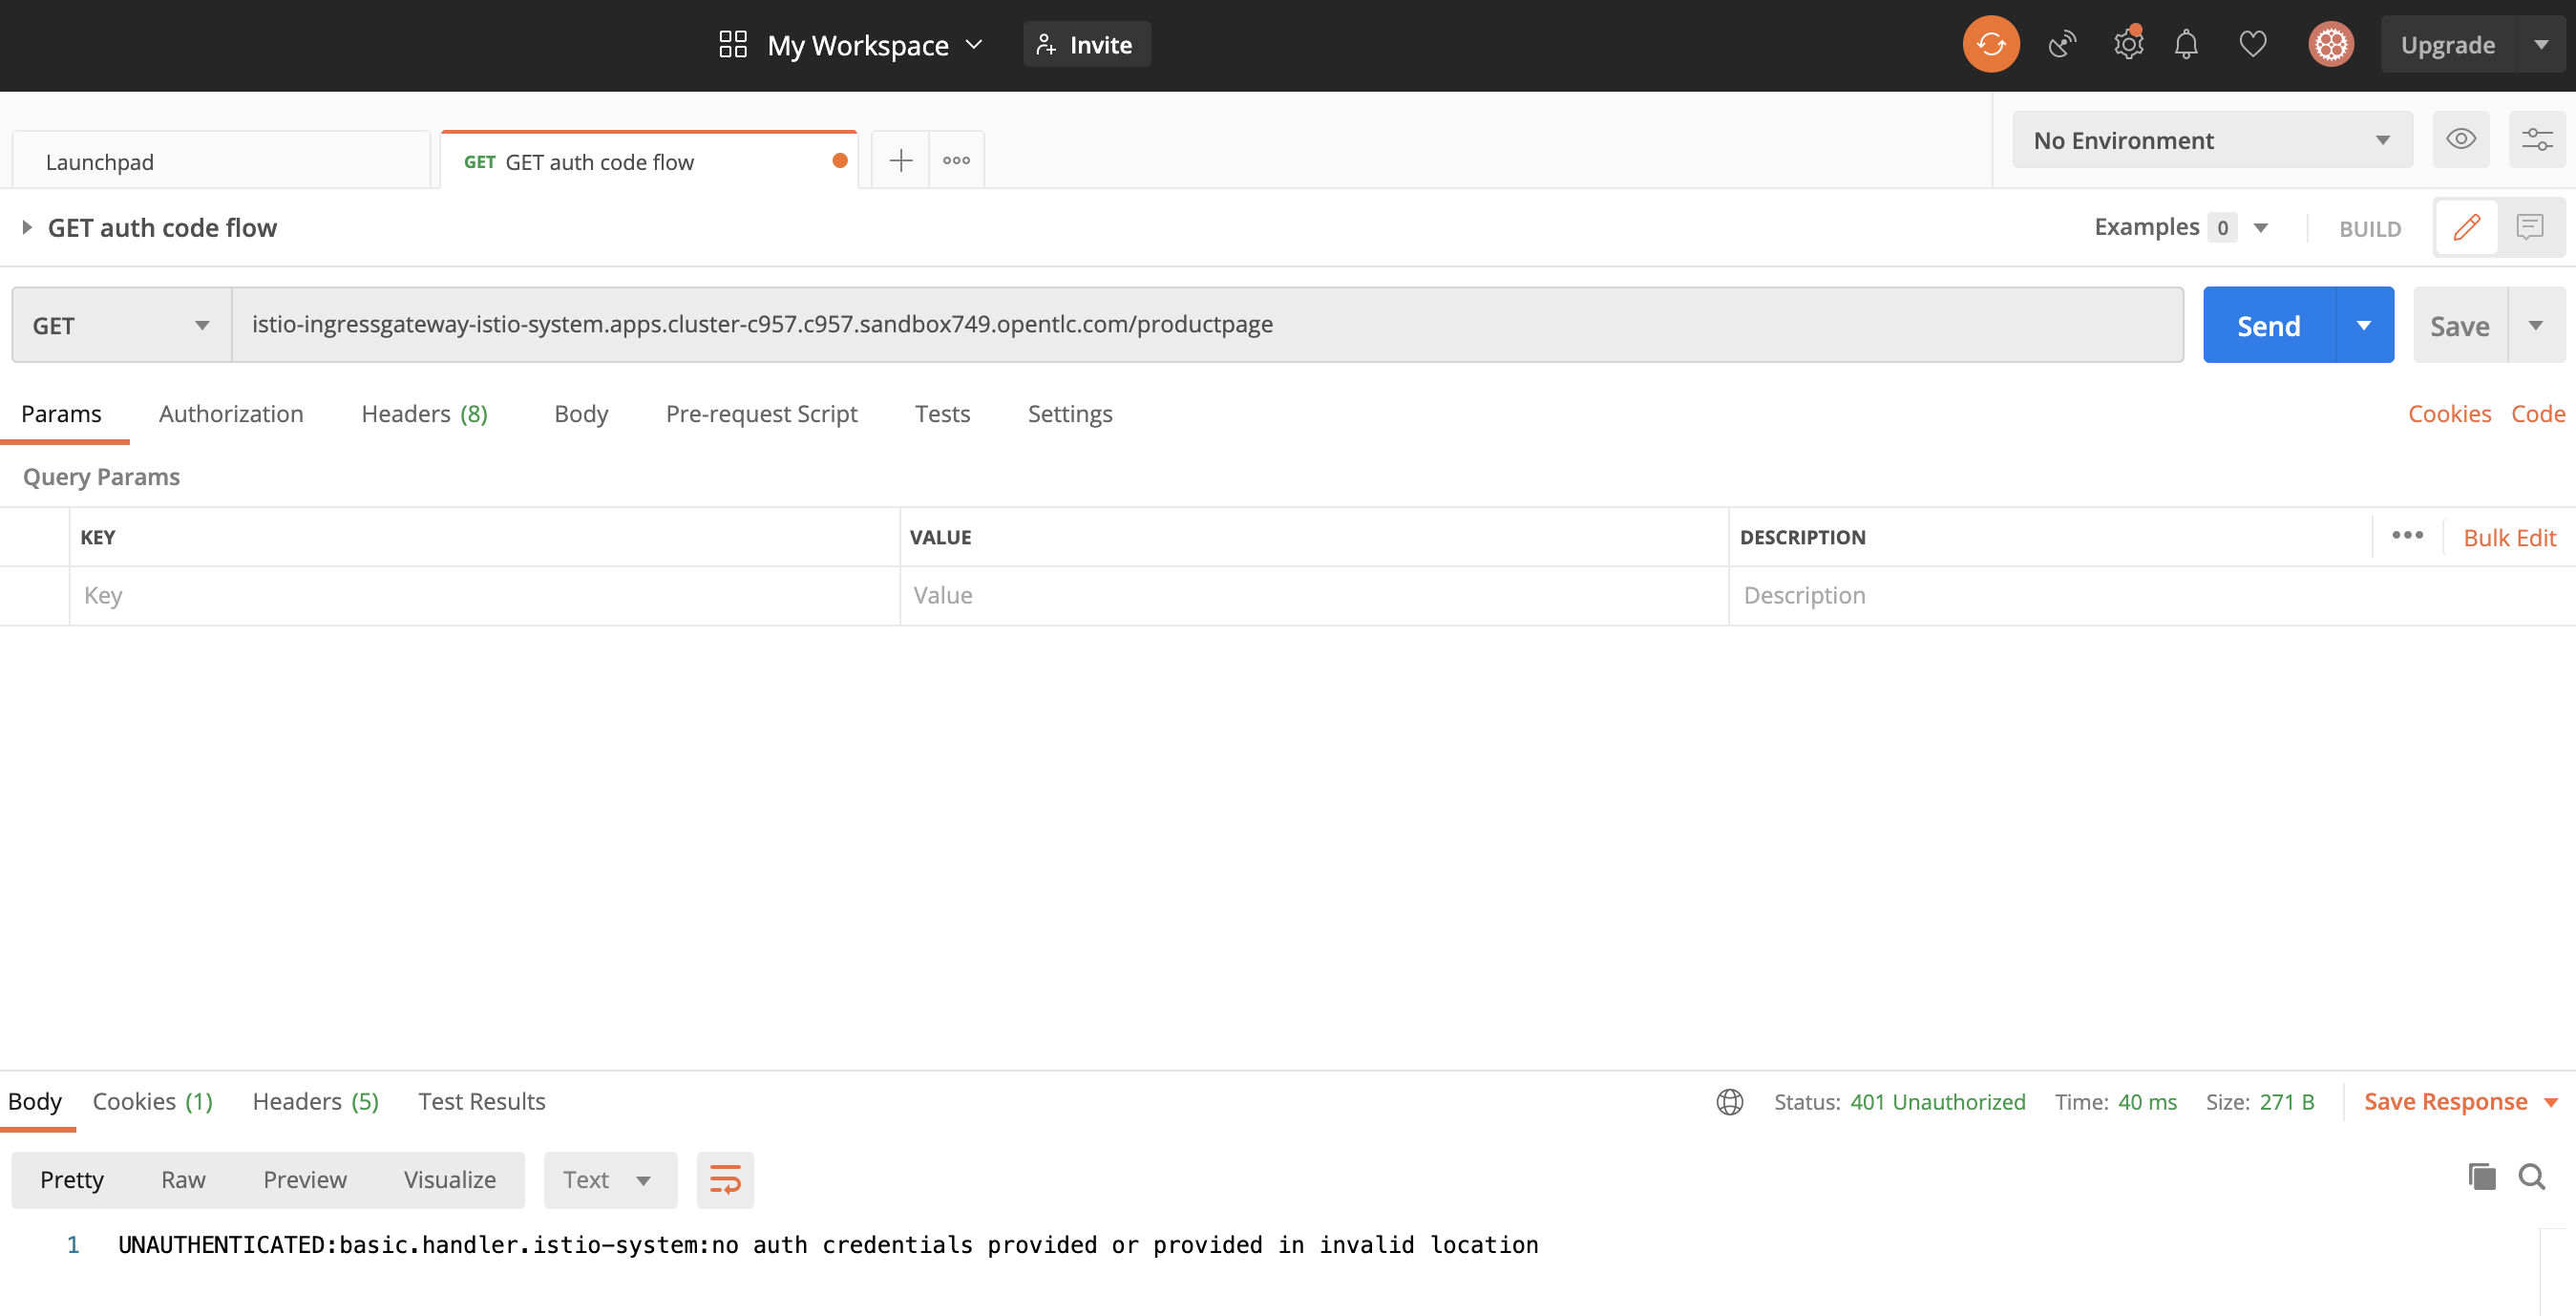 My Workspace Invite Upgrade
Launchpad GET GET auth code flow No Environment
GET auth code flow Examples 0 BUILD
GET istio-ingressgateway-istio-system.apps.cluster-c957.c957.sandbox749.opentlc.com/productpage Send Save
Params Authorization Headers (8) Body Pre-request Script Tests Settings Cookies Code
Query Params
KEY VALUE DESCRIPTION Bulk Edit
Key Value Description
Body Cookies (1) Headers (5) Test Results Status: 401 Unauthorized Time: 40 ms Size: 271 B Save Response
Pretty Raw Preview Visualize Text
1 UNAUTHENTICATED:basic.handler.istio-system:no auth credentials provided or provided in invalid location